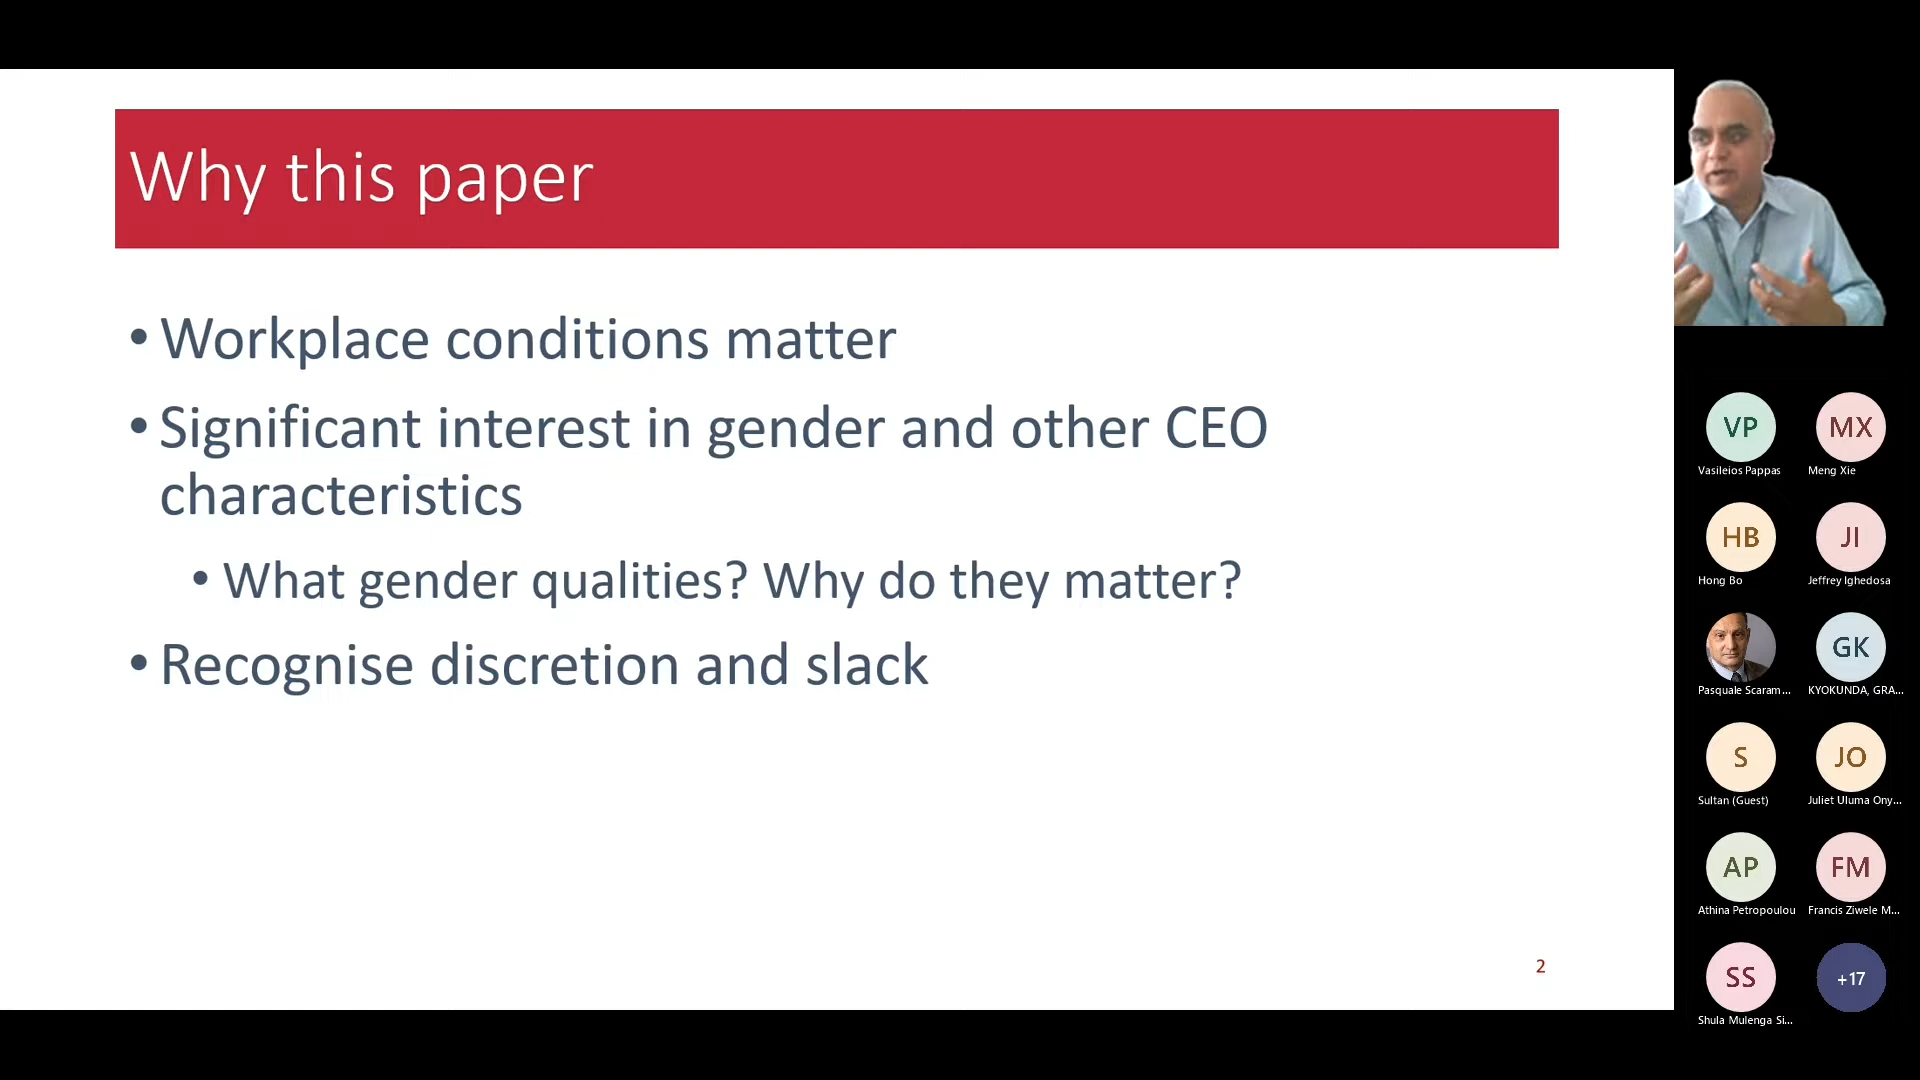 Why this paper
• Workplace conditions matter
• Significant interest in gender and other CEO
characteristics
• What gender qualities? Why do they matter?
• Recognise discretion and slack
2
VP
Vasileios Pappas
MX
Meng Xie
HB
Hong Bo
JI
Jeffrey Ighedosa
Pasquale Scaram...
GK
KYOKUNDA, GRA...
S
Sultan (Guest)
JO
Juliet Uluma Ony...
AP
Athina Petropoulou
FM
Francis Ziwele M...
SS
Shula Mulenga Si...
+17